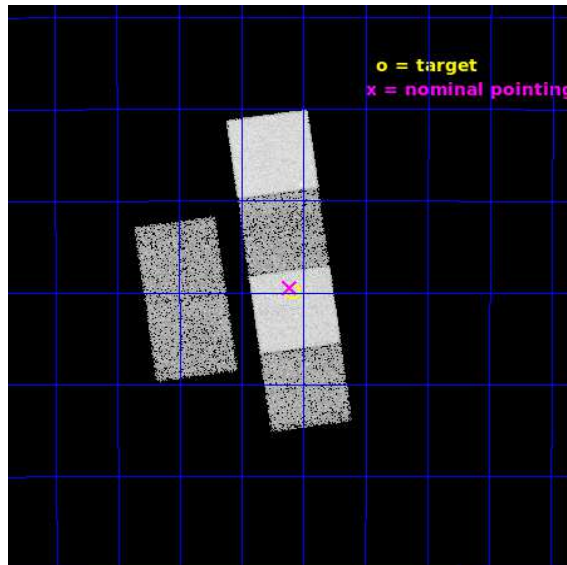 o = target
x = nominal pointing